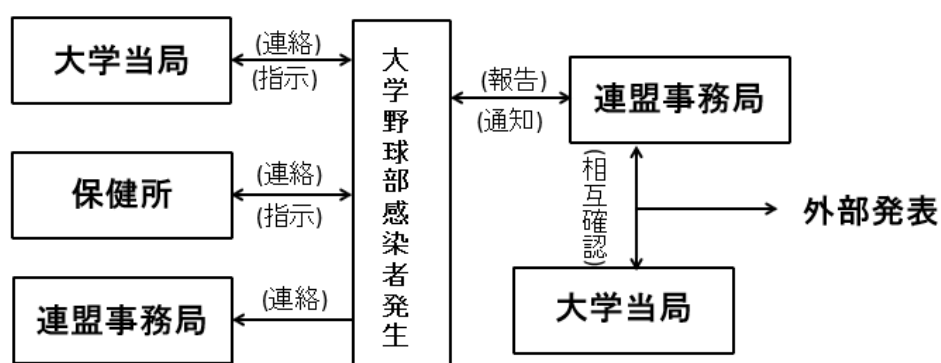 大学当局
(連絡)
(指示)
保健所
(連絡)
(指示)
連盟事務局
(連絡)
大学野球部感染者発生
(報告)
(通知)
連盟事務局
(相互確認)
外部発表
大学当局